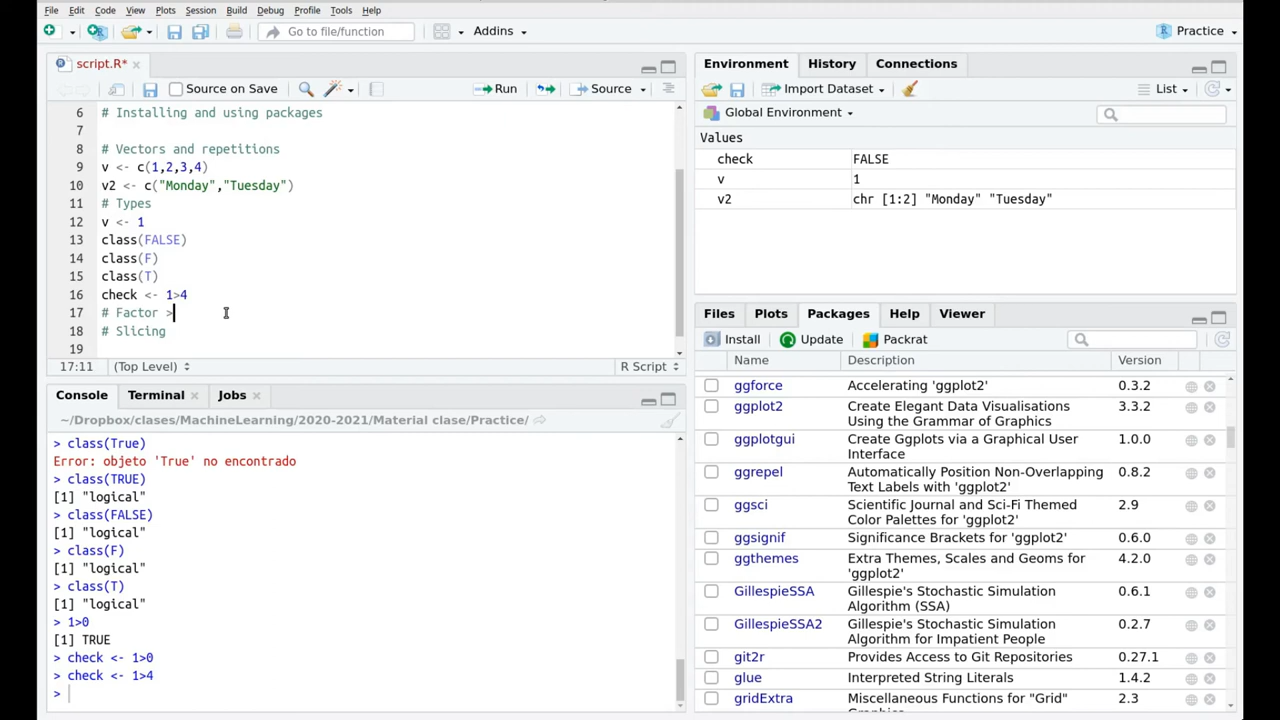 File Edit Code View Plots Session Build Debug Profile Tools Help
Go to file/function Addins Practice
script.R*
Source on Save Run Source
6 # Installing and using packages
7
8 # Vectors and repetitions
9 v <- c(1,2,3,4)
10 v2 <- c("Monday","Tuesday")
11 # Types
12 v <- 1
13 class(FALSE)
14 class(F)
15 class(T)
16 check <- 1>4
17 # Factor >
18 # Slicing
19
17:11 (Top Level) R Script
Console Terminal Jobs
~/Dropbox/clases/MachineLearning/2020-2021/Material clase/Practice/
> class(True)
Error: objeto 'True' no encontrado
> class(TRUE)
[1] "logical"
> class(FALSE)
[1] "logical"
> class(F)
[1] "logical"
> class(T)
[1] "logical"
> 1>0
[1] TRUE
> check <- 1>0
> check <- 1>4
>
Environment History Connections
Import Dataset List
Global Environment
Values
check FALSE
v 1
v2 chr [1:2] "Monday" "Tuesday"
Files Plots Packages Help Viewer
Install Update Packrat
Name Description Version
ggforce Accelerating 'ggplot2' 0.3.2
ggplot2 Create Elegant Data Visualisations 3.3.2
Using the Grammar of Graphics
ggplotgui Create Ggplots via a Graphical User 1.0.0
Interface
ggrepel Automatically Position Non-Overlapping 0.8.2
Text Labels with 'ggplot2'
ggsci Scientific Journal and Sci-Fi Themed 2.9
Color Palettes for 'ggplot2'
ggsignif Significance Brackets for 'ggplot2' 0.6.0
ggthemes Extra Themes, Scales and Geoms for 4.2.0
'ggplot2'
GillespieSSA Gillespie's Stochastic Simulation 0.6.1
Algorithm (SSA)
GillespieSSA2 Gillespie's Stochastic Simulation 0.2.7
Algorithm for Impatient People
git2r Provides Access to Git Repositories 0.27.1
glue Interpreted String Literals 1.4.2
gridExtra Miscellaneous Functions for "Grid" 2.3